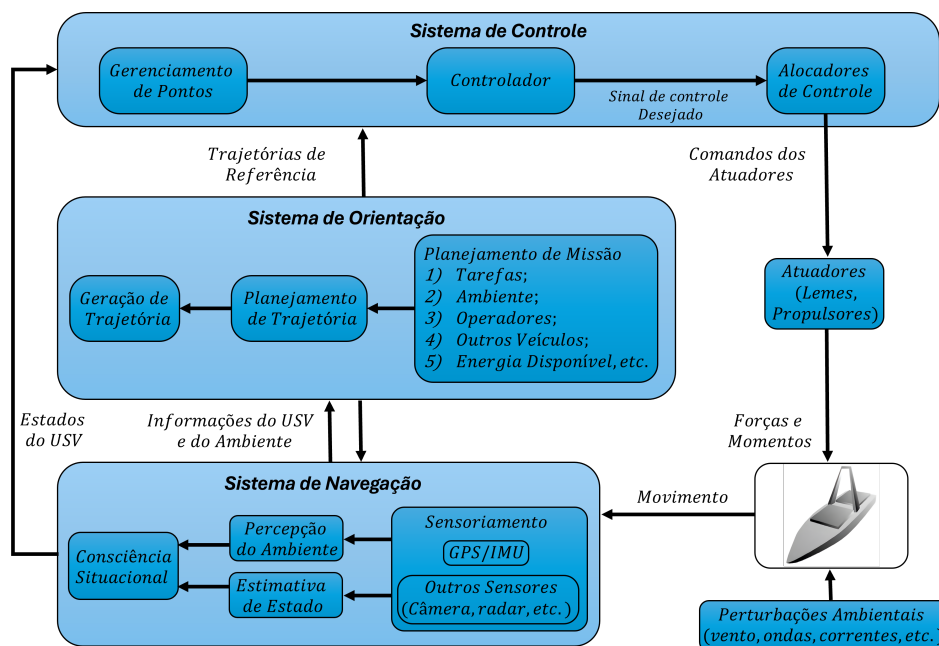 Sistema de Controle
Gerenciamento
de Pontos
Controlador
Sinal de controle
Desejado
Alocadores
de Controle
Trajetórias de
Referência
Comandos dos
Atuadores
Sistema de Orientação
Geração de
Trajetória
Planejamento
de Trajetória
Planejamento de Missão
1) Tarefas;
2) Ambiente;
3) Operadores;
4) Outros Veículos;
5) Energia Disponível, etc.
Atuadores
(Lemes,
Propulsores)
Estados
do USV
Informações do USV
e do Ambiente
Forças e
Momentos
Sistema de Navegação
Consciência
Situacional
Percepção
do Ambiente
Estimativa
de Estado
Sensoriamento
GPS/IMU
Outros Sensores
(Câmera, radar, etc.)
Movimento
Perturbações Ambientais
(vento, ondas, correntes, etc.)